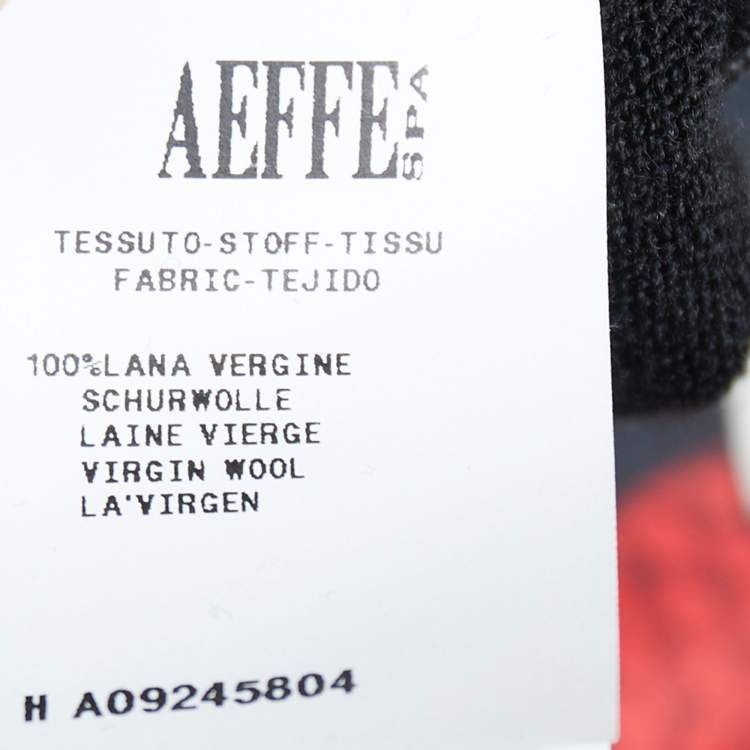 AEFFE SPA
TESSUTO-STOFF-TISSU
FABRIC-TEJIDO
100%LANA VERGINE
SCHURWOLLE
LAINE VIERGE
VIRGIN WOOL
LA'VIRGEN
H A09245804